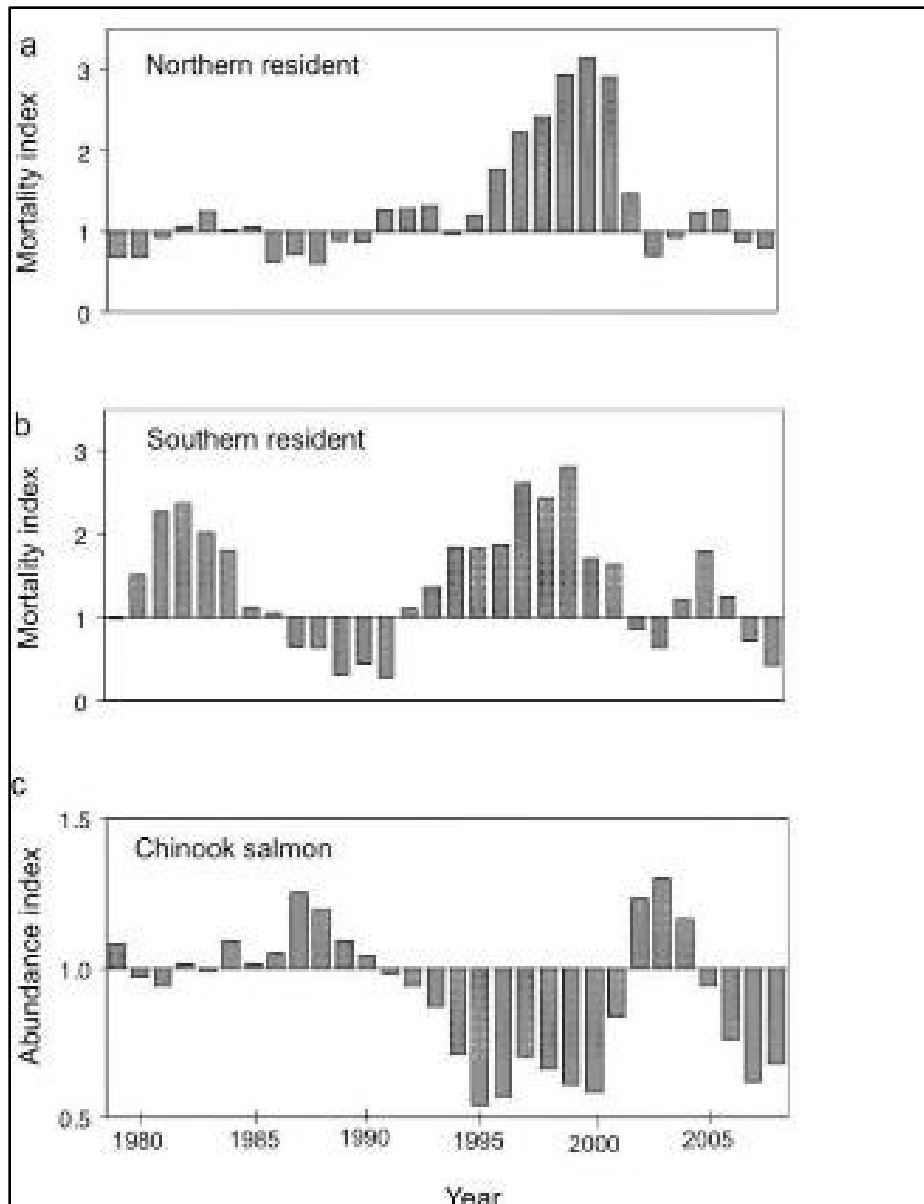 a
Northern resident
Mortality index
3
2
1
0
b
Southern resident
Mortality index
3
2
1
0
c
Chinook salmon
Abundance index
1.5
1.0
0.5
1980 1985 1990 1995 2000 2005
Year